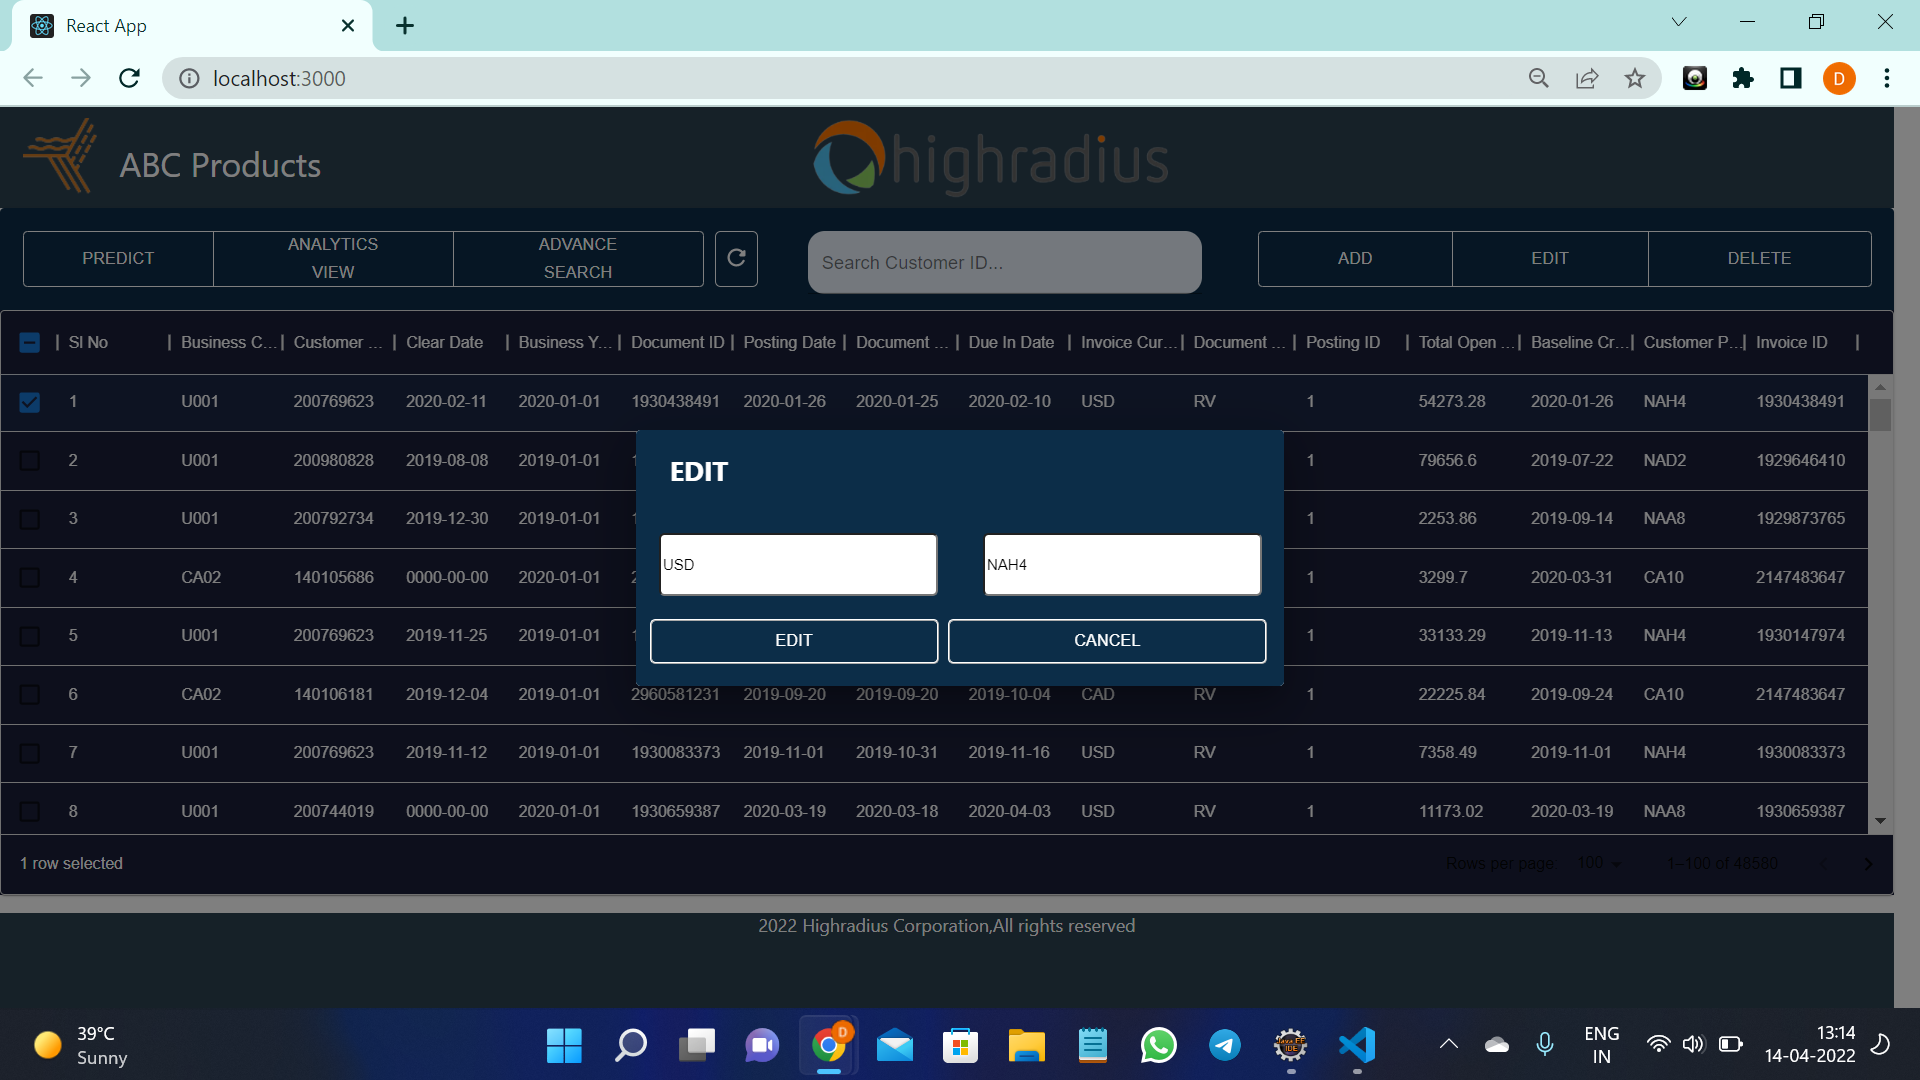 React App
localhost:3000
D
ABC Products
highradius
PREDICT
ANALYTICS
VIEW
ADVANCE
SEARCH
Search Customer ID...
ADD
EDIT
DELETE
Sl No Business C... Customer ... Clear Date Business Y... Document ID Posting Date Document ... Due In Date Invoice Cur... Document ... Posting ID Total Open ... Baseline Cr... Customer P... Invoice ID
1 U001 200769623 2020-02-11 2020-01-01 1930438491 2020-01-26 2020-01-25 2020-02-10 USD RV 1 54273.28 2020-01-26 NAH4 1930438491
2 U001 200980828 2019-08-08 2019-01-01 1 79656.6 2019-07-22 NAD2 1929646410
3 U001 200792734 2019-12-30 2019-01-01 1 2253.86 2019-09-14 NAA8 1929873765
4 CA02 140105686 0000-00-00 2020-01-01 1 3299.7 2020-03-31 CA10 2147483647
5 U001 200769623 2019-11-25 2019-01-01 1 33133.29 2019-11-13 NAH4 1930147974
6 CA02 140106181 2019-12-04 2019-01-01 2960581231 2019-09-20 2019-09-20 2019-10-04 CAD RV 1 22225.84 2019-09-24 CA10 2147483647
7 U001 200769623 2019-11-12 2019-01-01 1930083373 2019-11-01 2019-10-31 2019-11-16 USD RV 1 7358.49 2019-11-01 NAH4 1930083373
8 U001 200744019 0000-00-00 2020-01-01 1930659387 2020-03-19 2020-03-18 2020-04-03 USD RV 1 11173.02 2020-03-19 NAA8 1930659387
EDIT
USD
NAH4
EDIT
CANCEL
1 row selected
Rows per page 100 1–100 of 48580
2022 Highradius Corporation,All rights reserved
39°C
Sunny
D
ENG
IN
13:14
14-04-2022